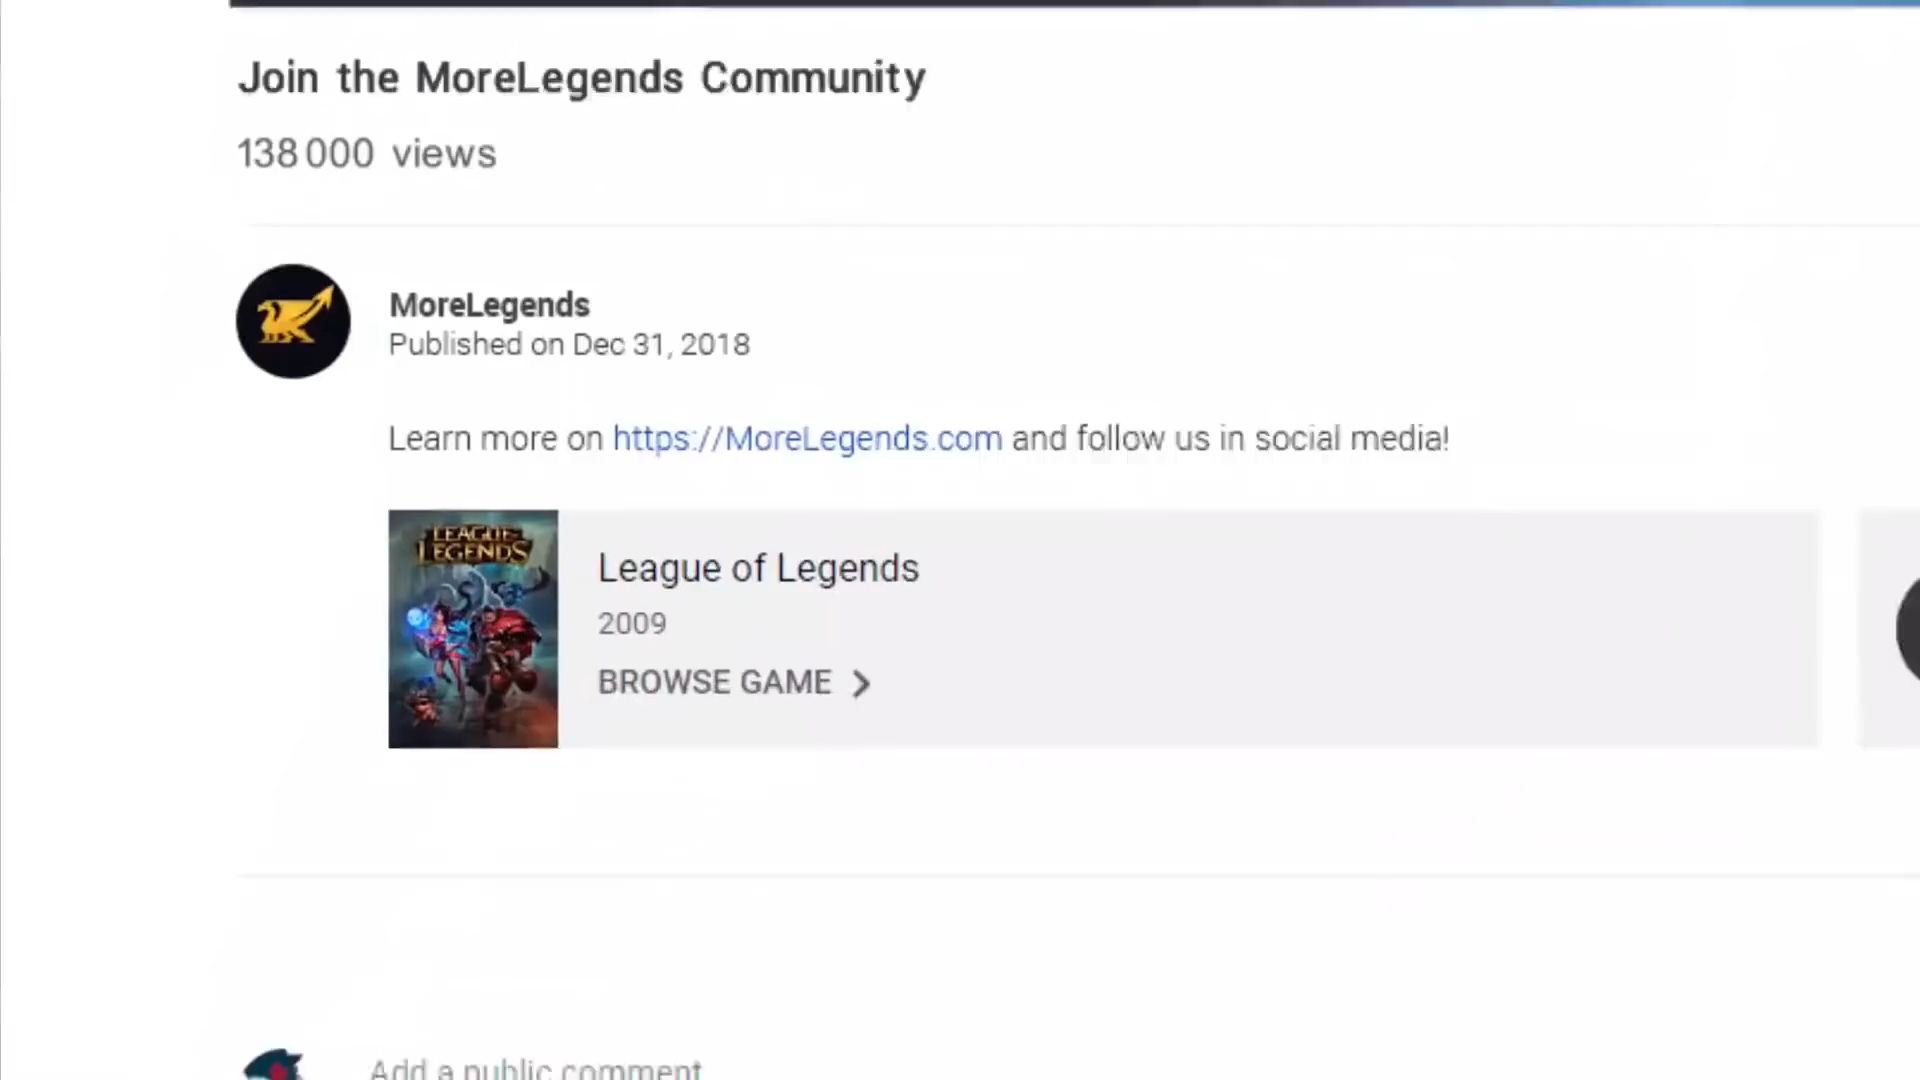 Join the MoreLegends Community
138 000 views
MoreLegends
Published on Dec 31, 2018
Learn more on https://MoreLegends.com and follow us in social media!
LEAGUE OF
LEGENDS
League of Legends
2009
BROWSE GAME
Add a public comment